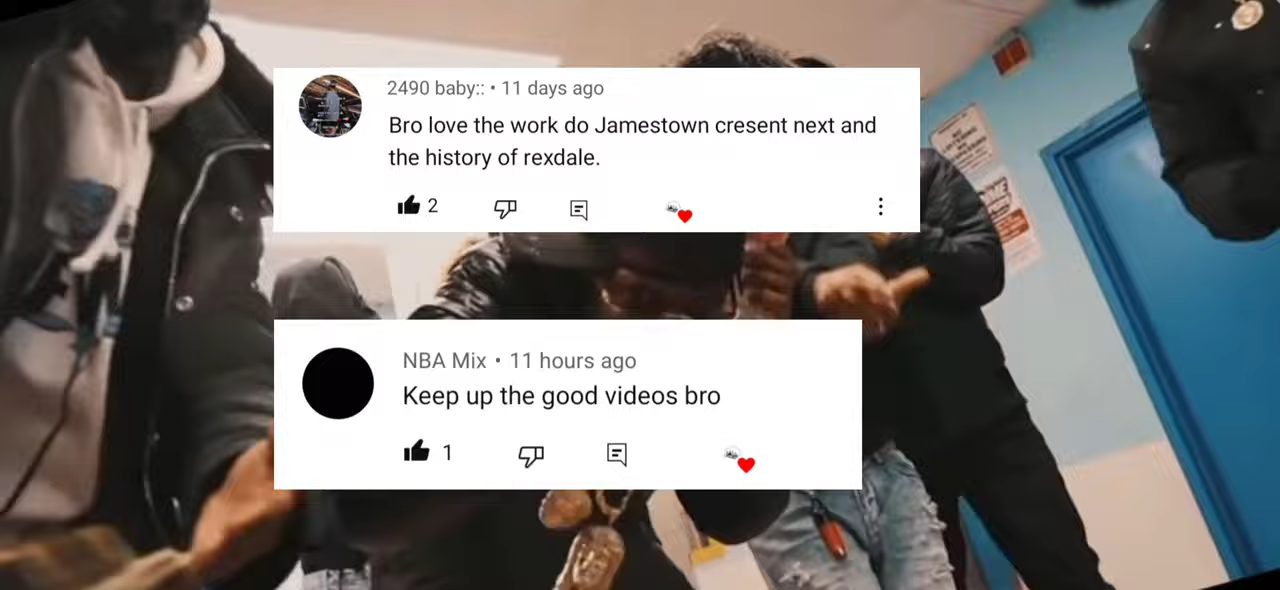 2490 baby:: • 11 days ago
Bro love the work do Jamestown cresent next and
the history of rexdale.
2
NBA Mix • 11 hours ago
Keep up the good videos bro
1